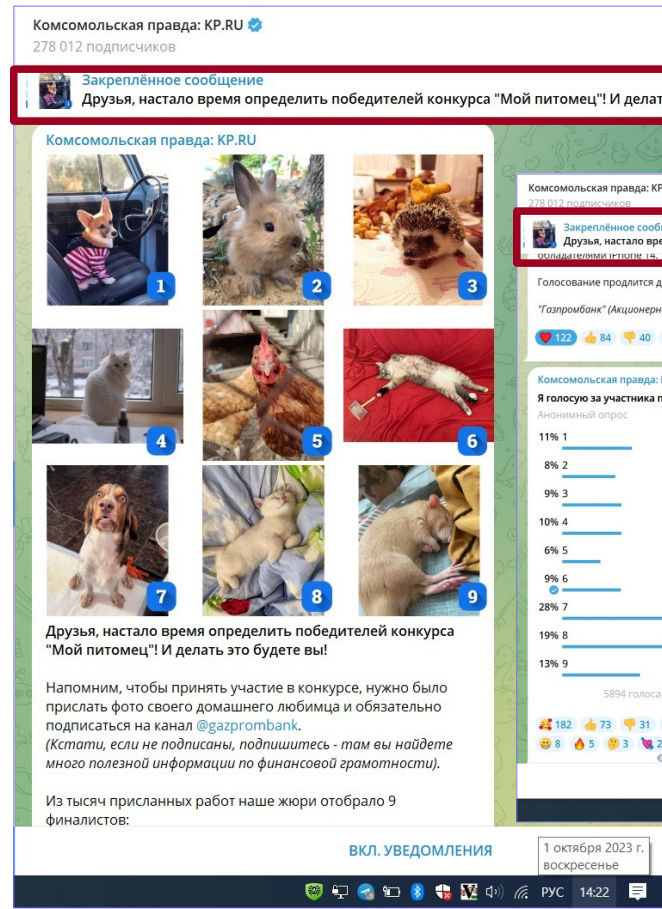 Комсомольская правда: KP.RU
278 012 подписчиков
Закреплённое сообщение
Друзья, настало время определить победителей конкурса "Мой питомец"! И делат
Комсомольская правда: KP.RU
1
2
3
4
5
6
7
8
9
Друзья, настало время определить победителей конкурса
"Мой питомец"! И делать это будете вы!
Напомним, чтобы принять участие в конкурсе, нужно было
прислать фото своего домашнего любимца и обязательно
подписаться на канал @gazprombank.
(Кстати, если не подписаны, подпишитесь - там вы найдете
много полезной информации по финансовой грамотности).
Из тысяч присланных работ наше жюри отобрало 9
финалистов:
ВКЛ. УВЕДОМЛЕНИЯ
Комсомольская правда: KP
278 012 подписчиков
Закреплённое сооб
Друзья, настало вре
обладателями iPhone 14.
Голосование продлится д
"Газпромбанк" (Акционерн
122 84 40
Комсомольская правда:
Я голосую за участника п
Анонимный опрос
11% 1
8% 2
9% 3
10% 4
6% 5
9% 6
28% 7
19% 8
13% 9
5894 голоса
182 73 31
8 5 3 2
1 октября 2023 г.
воскресенье
РУС 14:22